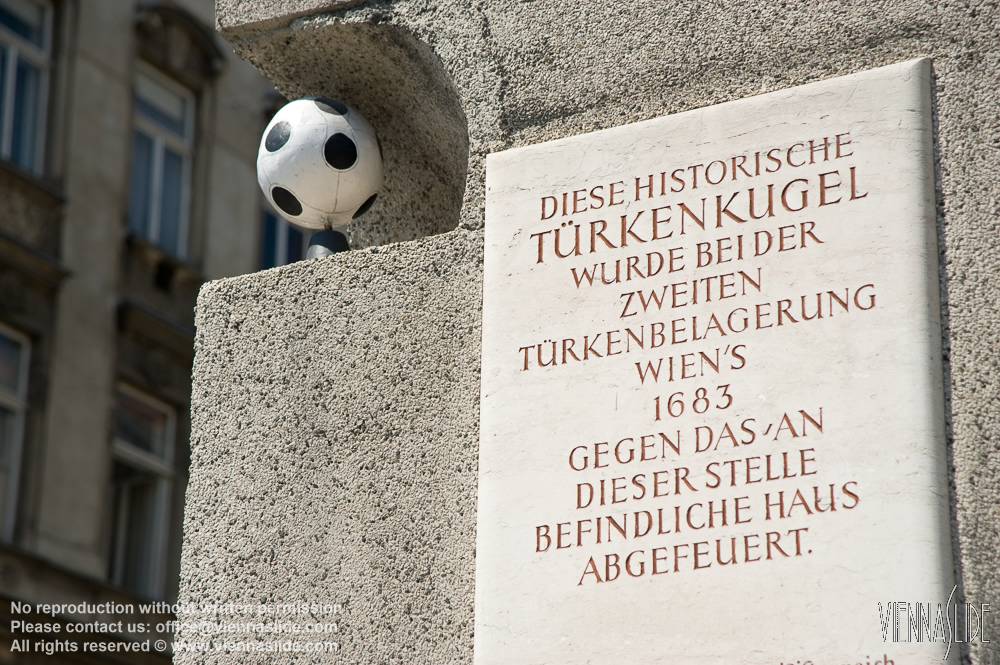 DIESE HISTORISCHE
TÜRKENKUGEL
WURDE BEI DER
ZWEITEN
TÜRKENBELAGERUNG
WIEN'S
1683
GEGEN DAS, AN
DIESER STELLE
BEFINDLICHE HAUS
ABGEFEUERT.
No reproduction without written permission
Please contact us: office@viennaslide.com
All rights reserved © www.viennaslide.com
VIENNASLIDE